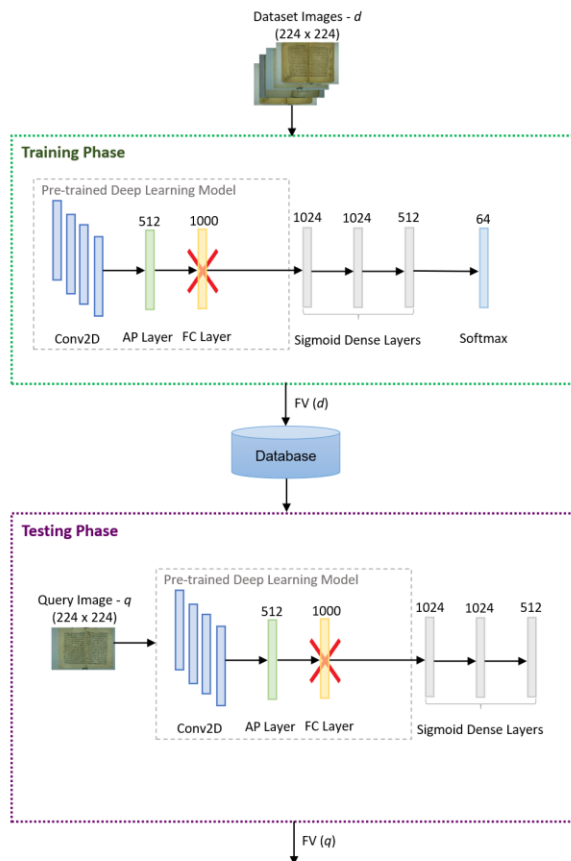 Dataset Images - d
(224 x 224)
Training Phase
Pre-trained Deep Learning Model
512
1000
1024
1024
512
64
Conv2D
AP Layer
FC Layer
Sigmoid Dense Layers
Softmax
FV (d)
Database
Testing Phase
Query Image - q
(224 x 224)
Pre-trained Deep Learning Model
512
1000
1024
1024
512
Conv2D
AP Layer
FC Layer
Sigmoid Dense Layers
FV (q)